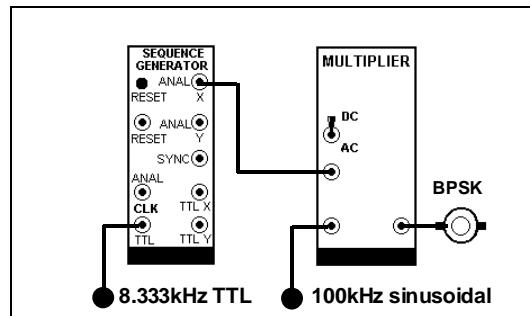 SEQUENCE
GENERATOR
ANAL
RESET
X
ANAL
RESET
Y
SYNC
ANAL
CLK
TTL X
TTL
TTL Y
8.333kHz TTL
MULTIPLIER
DC
AC
BPSK
100kHz sinusoidal